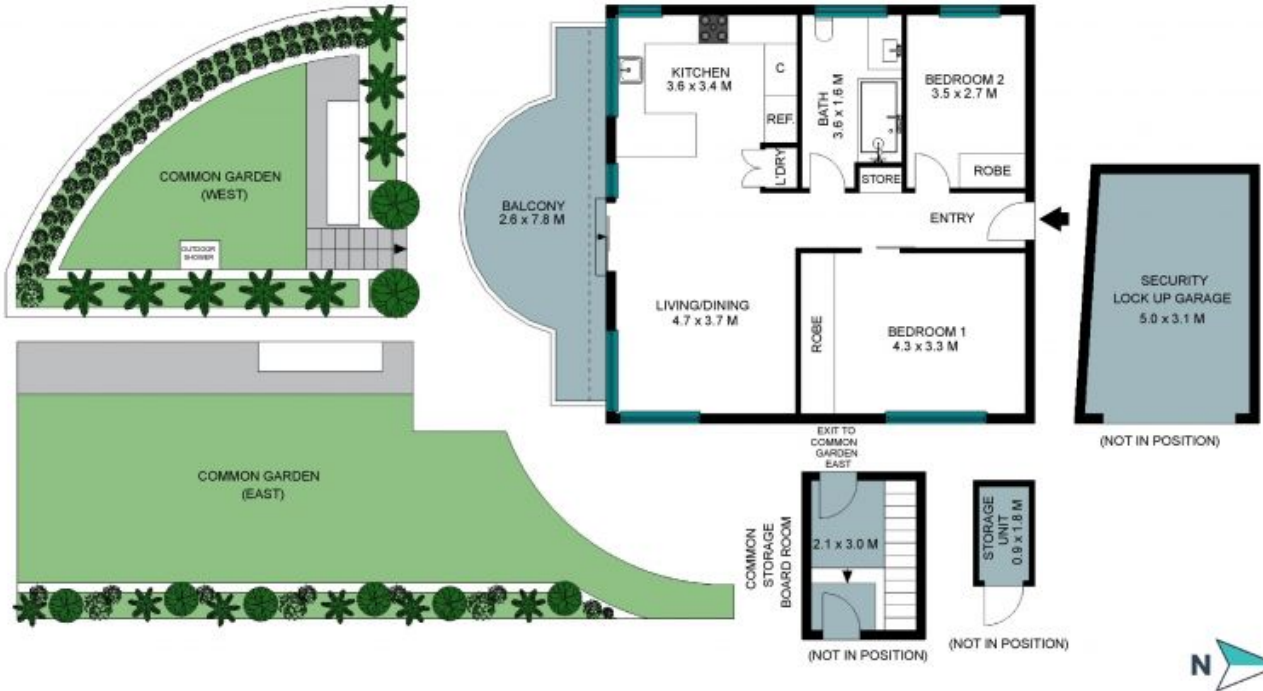 COMMON GARDEN
(WEST)
OUTDOOR
SHOWER
COMMON GARDEN
(EAST)
BALCONY
2.6 x 7.8 M
KITCHEN
3.6 x 3.4 M
C
REF.
L'DRY
BATH
3.6 x 1.6 M
STORE
BEDROOM 2
3.5 x 2.7 M
ROBE
ENTRY
LIVING/DINING
4.7 x 3.7 M
ROBE
BEDROOM 1
4.3 x 3.3 M
SECURITY
LOCK UP GARAGE
5.0 x 3.1 M
(NOT IN POSITION)
EXIT TO
COMMON
GARDEN
EAST
COMMON
STORAGE
BOARD ROOM
2.1 x 3.0 M
(NOT IN POSITION)
STORAGE
UNIT
0.9 x 1.8 M
(NOT IN POSITION)
N